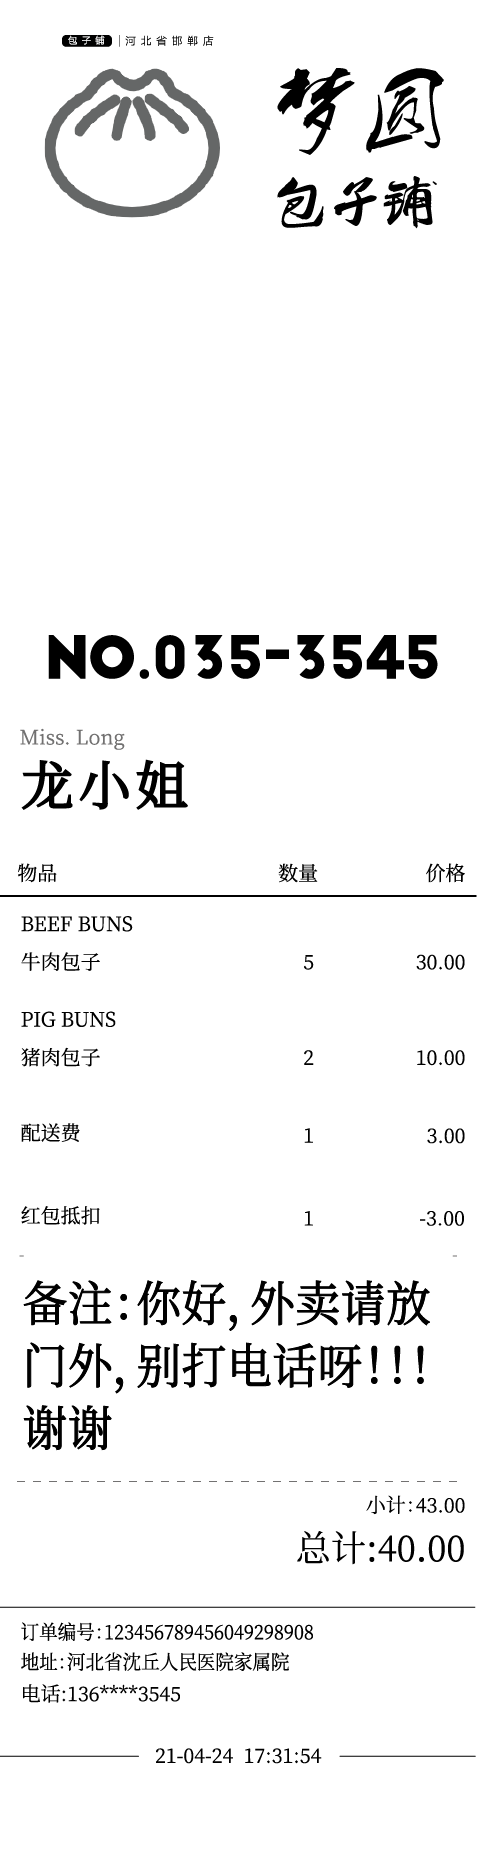 包子铺 | 河北省邯郸店
梦圆
包子铺
NO.035-3545
Miss. Long
龙小姐
物品 数量 价格
BEEF BUNS
牛肉包子 5 30.00
PIG BUNS
猪肉包子 2 10.00
配送费 1 3.00
红包抵扣 1 -3.00
备注:你好,外卖请放
门外,别打电话呀!!!
谢谢
小计:43.00
总计:40.00
订单编号:123456789456049298908
地址:河北省沈丘人民医院家属院
电话:136****3545
21-04-24 17:31:54